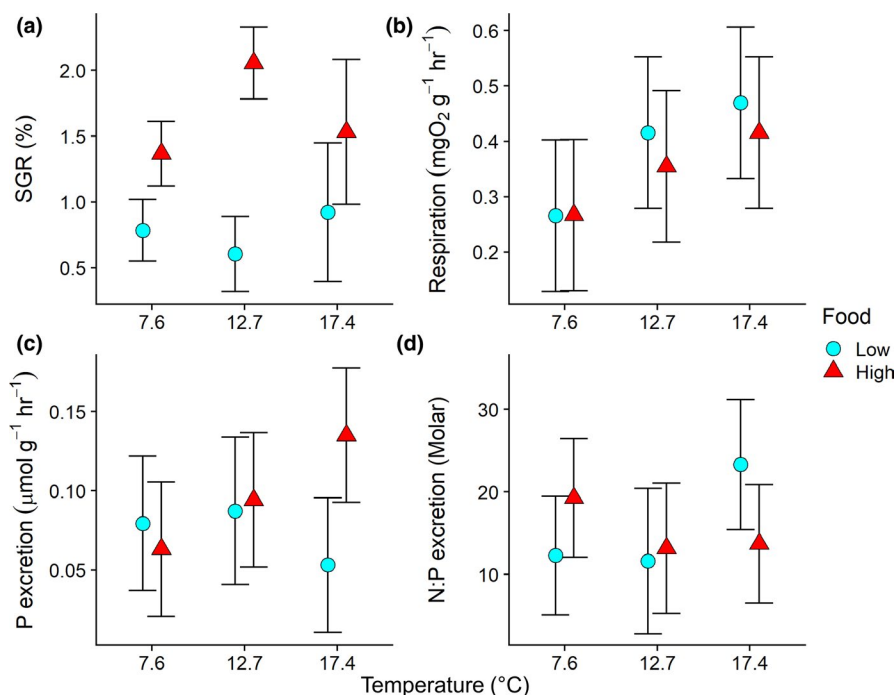 (a)
SGR (%)
2.0
1.5
1.0
0.5
7.6 12.7 17.4
(b)
Respiration (mgO₂ g⁻¹ hr⁻¹)
0.6
0.5
0.4
0.3
0.2
7.6 12.7 17.4
Food
Low
High
(c)
P excretion (μmol g⁻¹ hr⁻¹)
0.15
0.10
0.05
7.6 12.7 17.4
(d)
N:P excretion (Molar)
30
20
10
7.6 12.7 17.4
Temperature (°C)